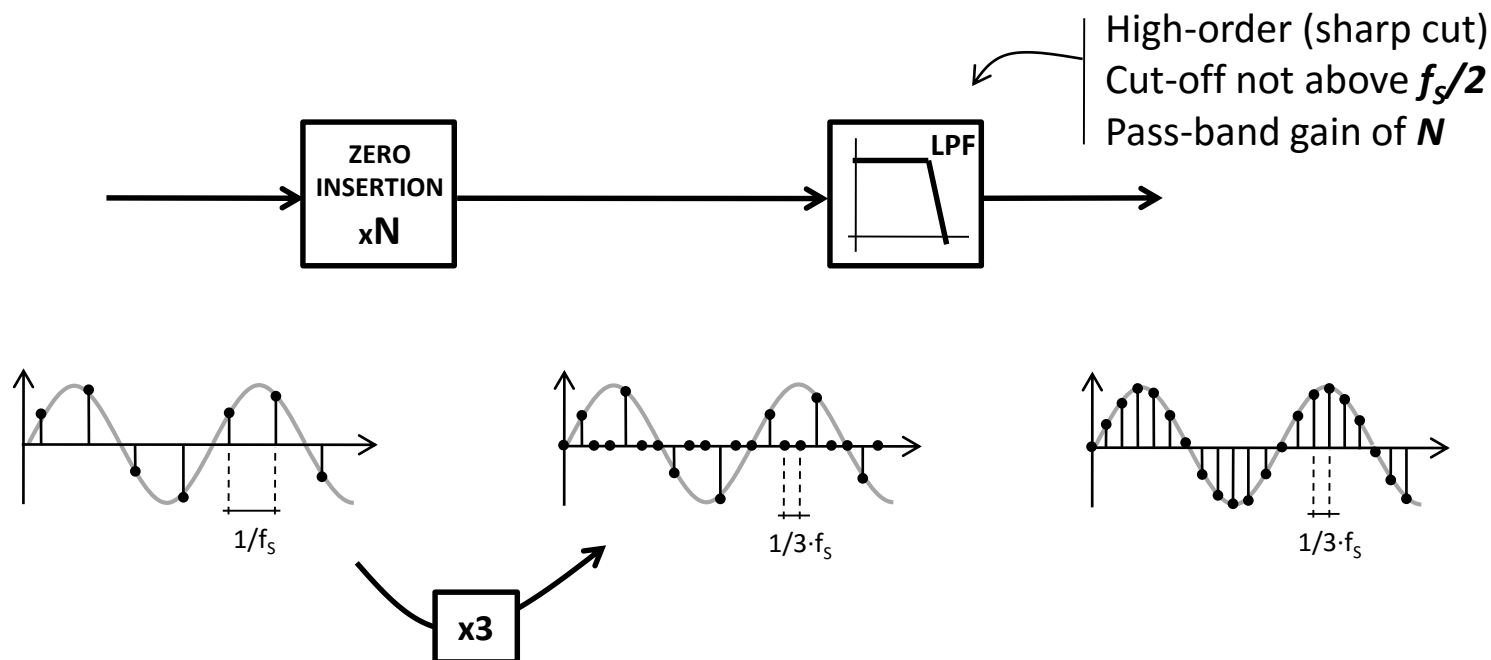 High-order (sharp cut)
Cut-off not above fS/2
Pass-band gain of N
ZERO
INSERTION
xN
LPF
1/fS
1/3·fS
1/3·fS
x3